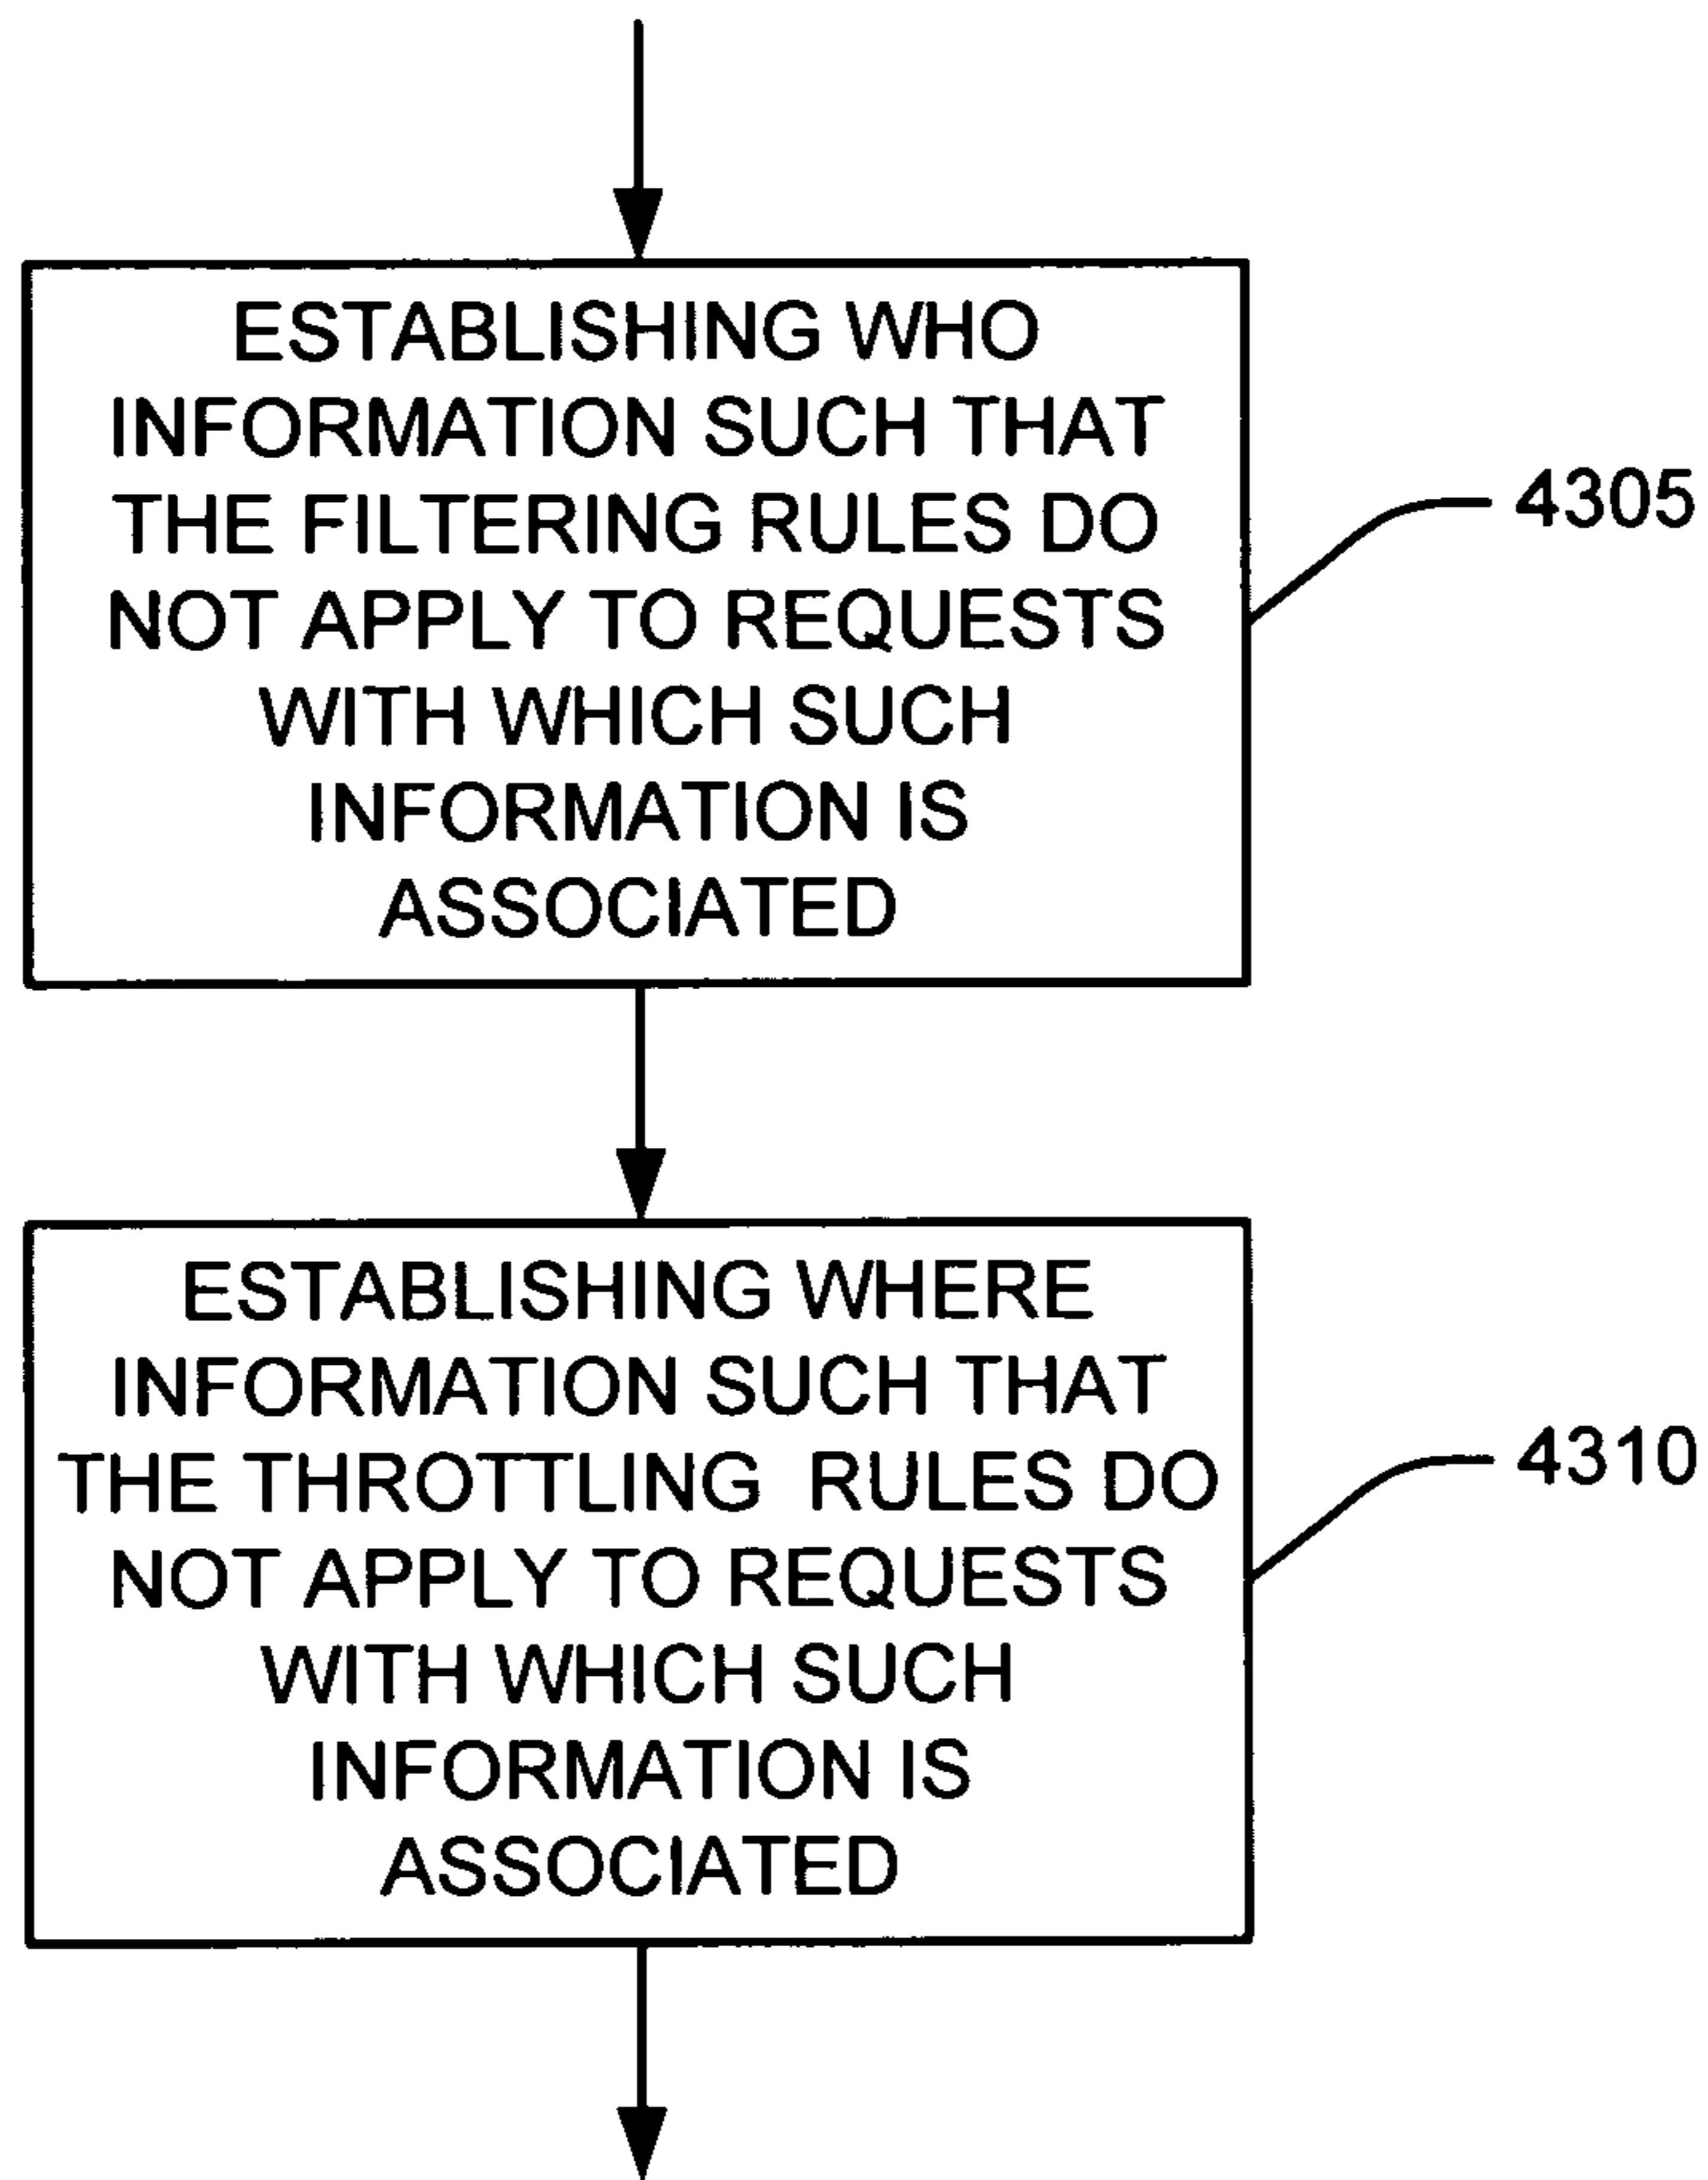 ESTABLISHING WHO
INFORMATION SUCH THAT
THE FILTERING RULES DO
NOT APPLY TO REQUESTS
WITH WHICH SUCH
INFORMATION IS
ASSOCIATED
4305
ESTABLISHING WHERE
INFORMATION SUCH THAT
THE THROTTLING RULES DO
NOT APPLY TO REQUESTS
WITH WHICH SUCH
INFORMATION IS
ASSOCIATED
4310